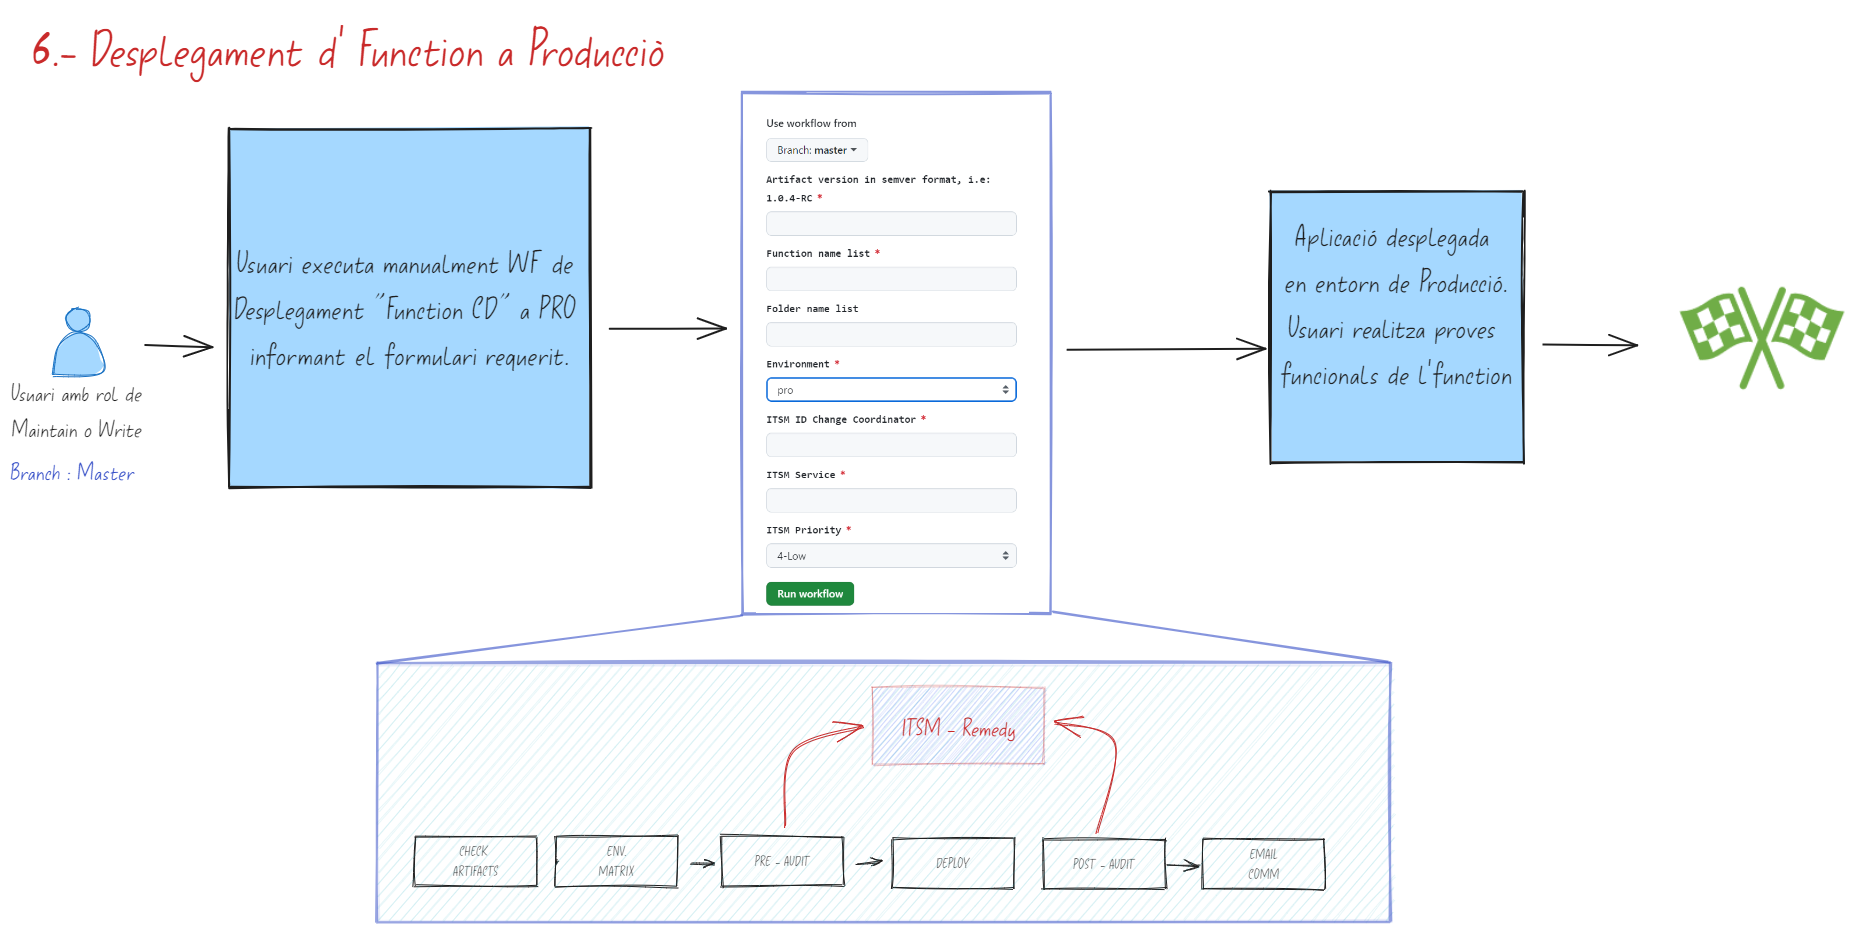 6.- Desplegament d' Function a Producciò
Usuari amb rol de
Maintain o Write
Branch : Master
Usuari executa manualment WF de
Desplegament "Function CD" a PRO
informant el formulari requerit.
Use workflow from
Branch: master
Artifact version in semver format, i.e:
1.0.4-RC *
Function name list *
Folder name list
Environment *
pro
ITSM ID Change Coordinator *
ITSM Service *
ITSM Priority *
4-Low
Run workflow
Aplicació desplegada
en entorn de Producció.
Usuari realitza proves
funcionals de l'function
ITSM - Remedy
CHECK
ARTIFACTS
ENV.
MATRIX
PRE - AUDIT
DEPLOY
POST - AUDIT
EMAIL
COMM